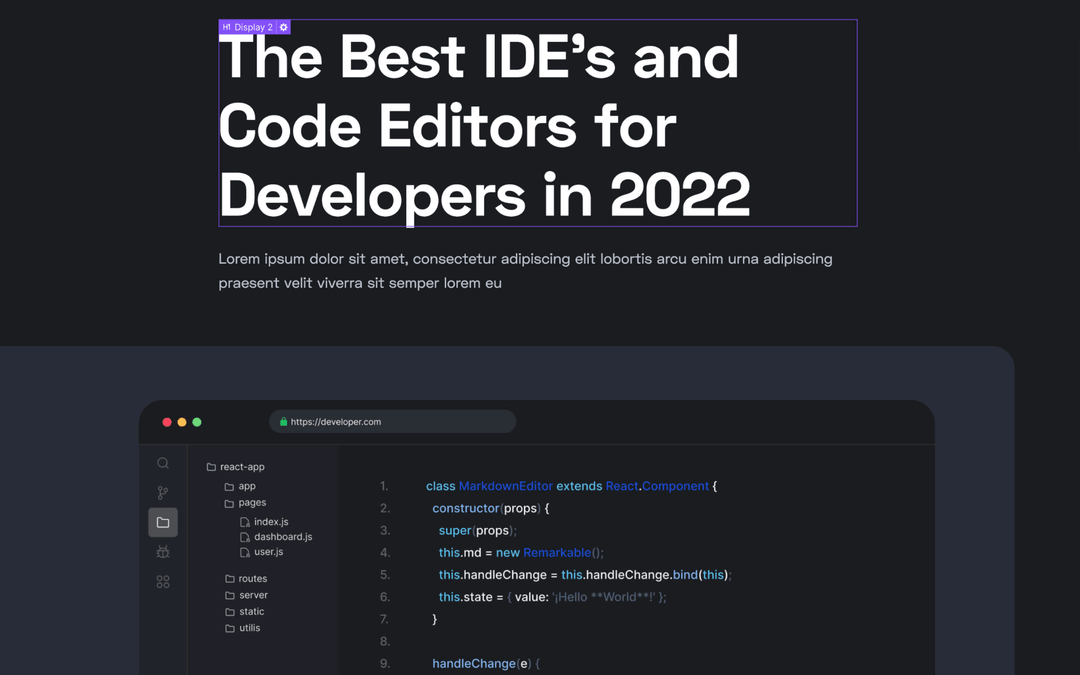 H1 Display 2
The Best IDE’s and
Code Editors for
Developers in 2022
Lorem ipsum dolor sit amet, consectetur adipiscing elit lobortis arcu enim urna adipiscing
praesent velit viverra sit semper lorem eu
https://developer.com
react-app
app
pages
index.js
dashboard.js
user.js
routes
server
static
utilis
1. class MarkdownEditor extends React.Component {
2. constructor(props) {
3. super(props);
4. this.md = new Remarkable();
5. this.handleChange = this.handleChange.bind(this);
6. this.state = { value: '¡Hello **World**!' };
7. }
8.
9. handleChange(e) {